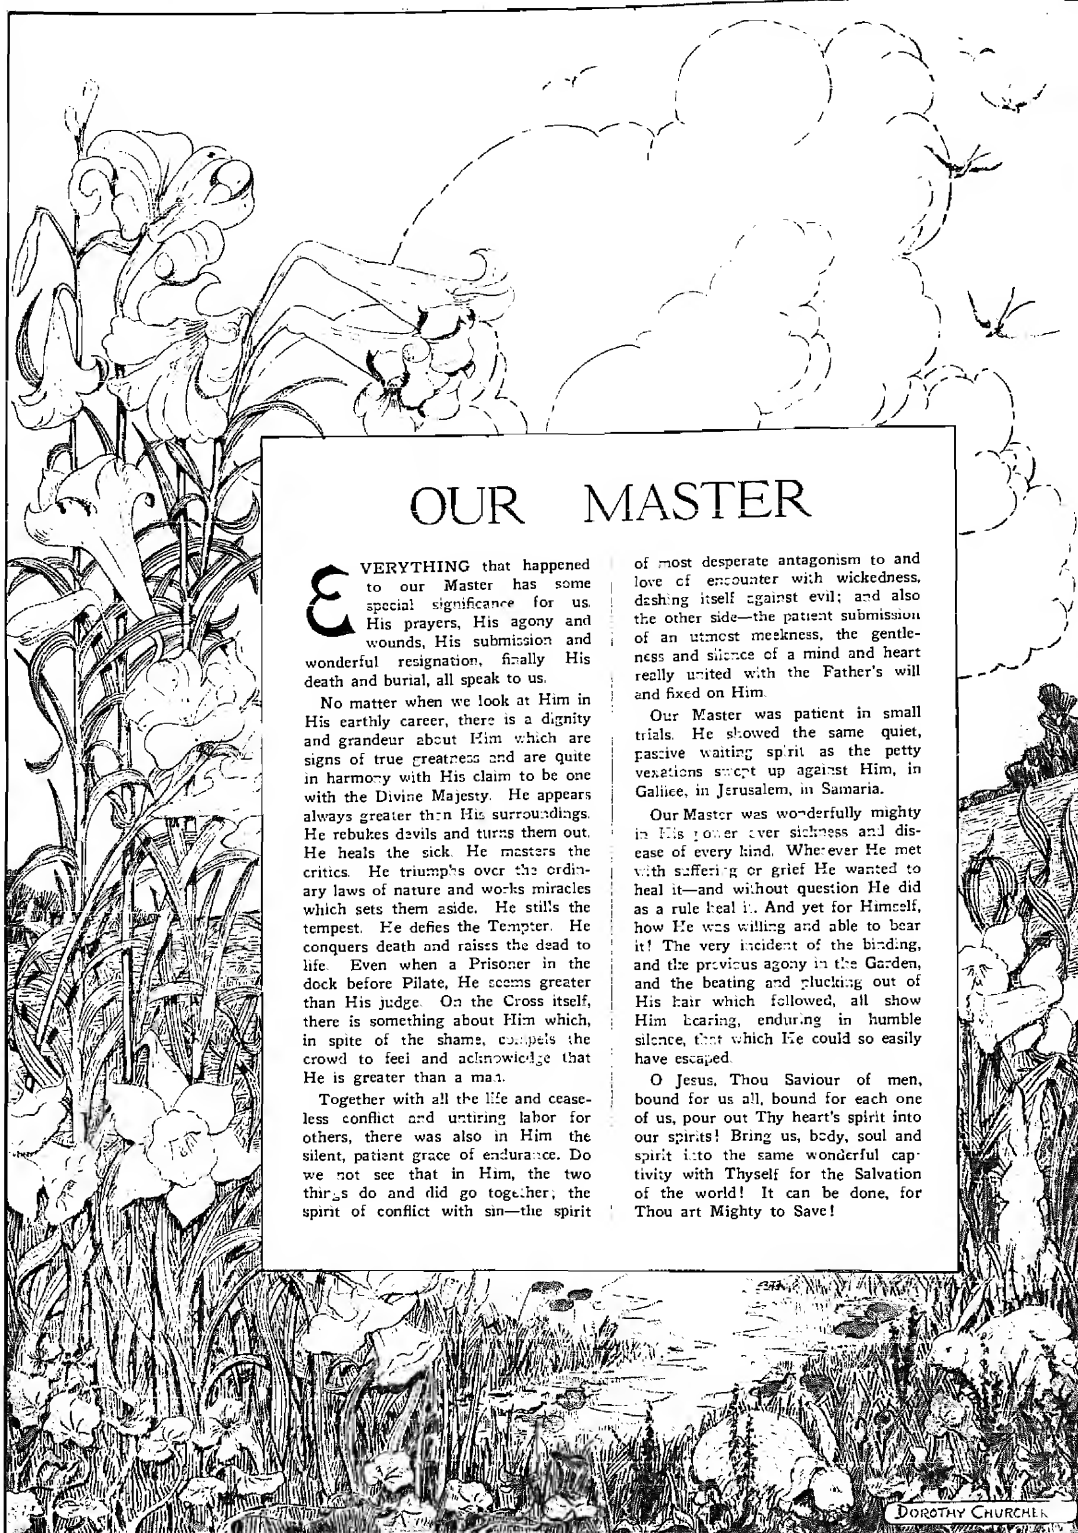 OUR MASTER
EVERYTHING that happened
to our Master has some
special significance for us.
His prayers, His agony and
wounds, His submission and
wonderful resignation, finally His
death and burial, all speak to us.
No matter when we look at Him in
His earthly career, there is a dignity
and grandeur about Him which are
signs of true greatness and are quite
in harmony with His claim to be one
with the Divine Majesty. He appears
always greater than His surroundings.
He rebukes devils and turns them out.
He heals the sick. He masters the
critics. He triumphs over the ordin-
ary laws of nature and works miracles
which sets them aside. He stills the
tempest. He defies the Tempter. He
conquers death and raises the dead to
life. Even when a Prisoner in the
dock before Pilate, He seems greater
than His judge. On the Cross itself,
there is something about Him which,
in spite of the shame, compels the
crowd to feel and acknowledge that
He is greater than a man.
Together with all the life and cease-
less conflict and untiring labor for
others, there was also in Him the
silent, patient grace of endurance. Do
we not see that in Him, the two
things do and did go together; the
spirit of conflict with sin—the spirit
of most desperate antagonism to and
love of encounter with wickedness,
dashing itself against evil; and also
the other side—the patient submission
of an utmost meekness, the gentle-
ness and silence of a mind and heart
really united with the Father's will
and fixed on Him.
Our Master was patient in small
trials. He showed the same quiet,
passive waiting spirit as the petty
vexations swept up against Him, in
Galilee, in Jerusalem, in Samaria.
Our Master was wonderfully mighty
in His power over sickness and dis-
ease of every kind. Wherever He met
with suffering or grief He wanted to
heal it—and without question He did
as a rule heal it. And yet for Himself,
how He was willing and able to bear
it! The very incident of the binding,
and the previous agony in the Garden,
and the beating and plucking out of
His hair which followed, all show
Him bearing, enduring in humble
silence, that which He could so easily
have escaped.
O Jesus, Thou Saviour of men,
bound for us all, bound for each one
of us, pour out Thy heart's spirit into
our spirits! Bring us, body, soul and
spirit into the same wonderful cap-
tivity with Thyself for the Salvation
of the world! It can be done, for
Thou art Mighty to Save!
DOROTHY CHURCHER